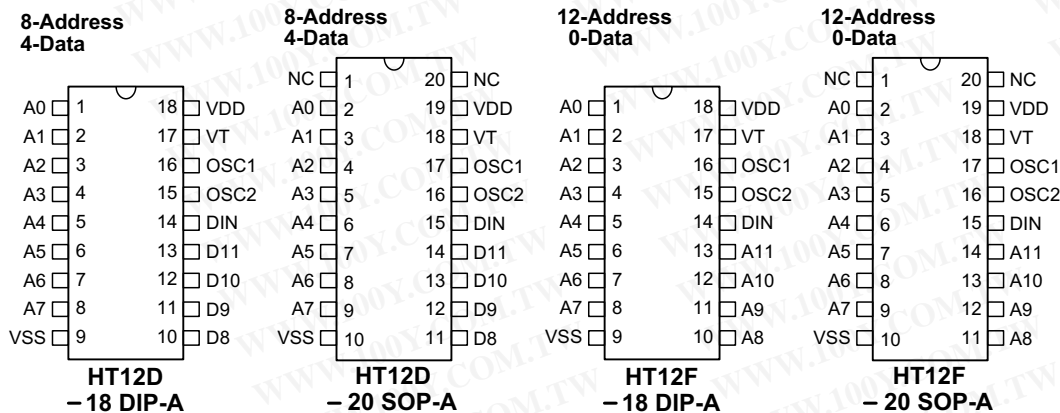 8-Address
4-Data
A0 1 18 VDD
A1 2 17 VT
A2 3 16 OSC1
A3 4 15 OSC2
A4 5 14 DIN
A5 6 13 D11
A6 7 12 D10
A7 8 11 D9
VSS 9 10 D8
HT12D
– 18 DIP-A
8-Address
4-Data
NC 1 20 NC
A0 2 19 VDD
A1 3 18 VT
A2 4 17 OSC1
A3 5 16 OSC2
A4 6 15 DIN
A5 7 14 D11
A6 8 13 D10
A7 9 12 D9
VSS 10 11 D8
HT12D
– 20 SOP-A
12-Address
0-Data
A0 1 18 VDD
A1 2 17 VT
A2 3 16 OSC1
A3 4 15 OSC2
A4 5 14 DIN
A5 6 13 A11
A6 7 12 A10
A7 8 11 A9
VSS 9 10 A8
HT12F
– 18 DIP-A
12-Address
0-Data
NC 1 20 NC
A0 2 19 VDD
A1 3 18 VT
A2 4 17 OSC1
A3 5 16 OSC2
A4 6 15 DIN
A5 7 14 A11
A6 8 13 A10
A7 9 12 A9
VSS 10 11 A8
HT12F
– 20 SOP-A
WWW.100Y.COM.TW